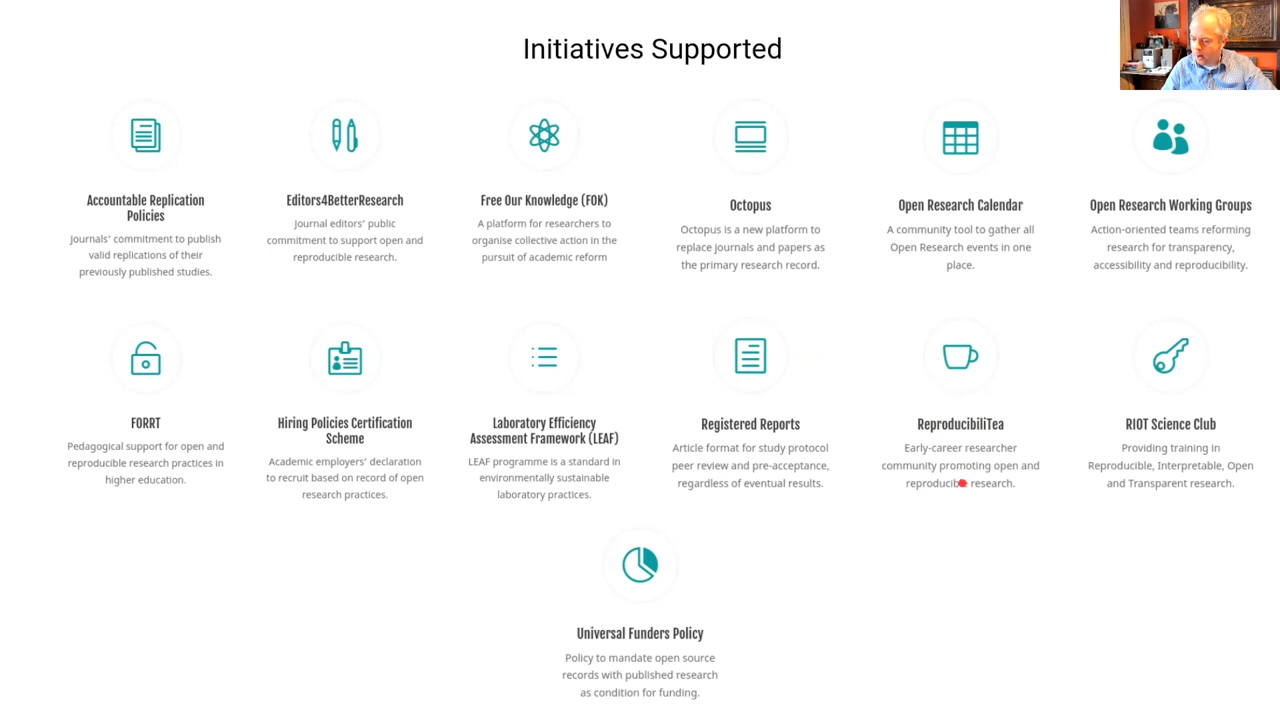 Initiatives Supported
Accountable Replication
Policies
Journals' commitment to publish
valid replications of their
previously published studies.
Editors4BetterResearch
Journal editors' public
commitment to support open and
reproducible research.
Free Our Knowledge (FOK)
A platform for researchers to
organise collective action in the
pursuit of academic reform
Octopus
Octopus is a new platform to
replace journals and papers as
the primary research record.
Open Research Calendar
A community tool to gather all
Open Research events in one
place.
Open Research Working Groups
Action-oriented teams reforming
research for transparency,
accessibility and reproducibility.
FORRT
Pedagogical support for open and
reproducible research practices in
higher education.
Hiring Policies Certification
Scheme
Academic employers' declaration
to recruit based on record of open
research practices.
Laboratory Efficiency
Assessment Framework (LEAF)
LEAF programme is a standard in
environmentally sustainable
laboratory practices.
Registered Reports
Article format for study protocol
peer review and pre-acceptance,
regardless of eventual results.
ReproducibiliTea
Early-career researcher
community promoting open and
reproducible research.
RIOT Science Club
Providing training in
Reproducible, Interpretable, Open
and Transparent research.
Universal Funders Policy
Policy to mandate open source
records with published research
as condition for funding.